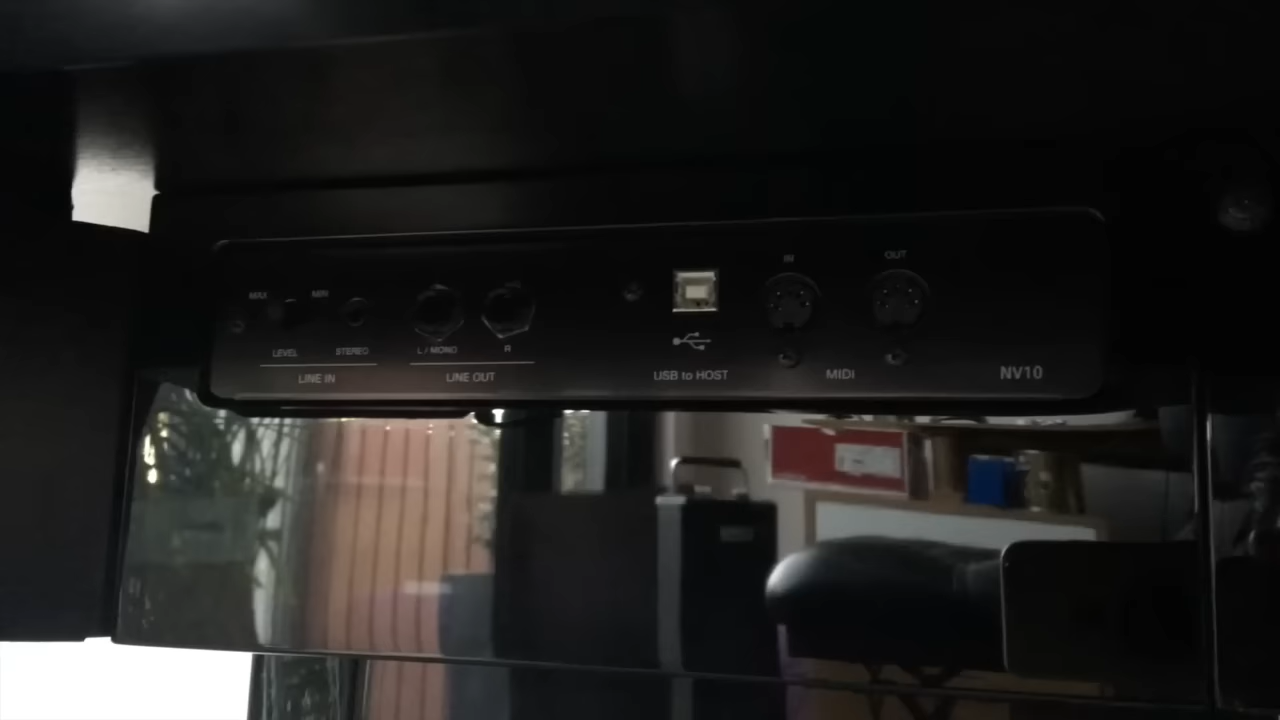 IN OUT
MAX MIN
LEVEL STEREO L / MONO R
LINE IN LINE OUT USB to HOST MIDI NV10